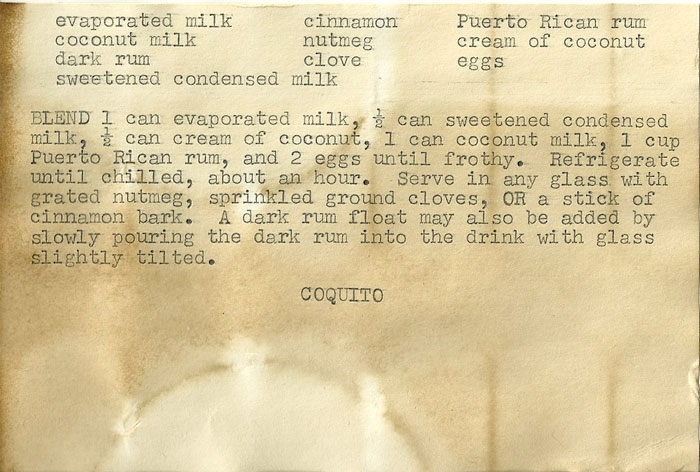 evaporated milk cinnamon Puerto Rican rum
coconut milk nutmeg cream of coconut
dark rum clove eggs
sweetened condensed milk
BLEND 1 can evaporated milk, ½ can sweetened condensed
milk, ½ can cream of coconut, 1 can coconut milk, 1 cup
Puerto Rican rum, and 2 eggs until frothy. Refrigerate
until chilled, about an hour. Serve in any glass with
grated nutmeg, sprinkled ground cloves, OR a stick of
cinnamon bark. A dark rum float may also be added by
slowly pouring the dark rum into the drink with glass
slightly tilted.
COQUITO